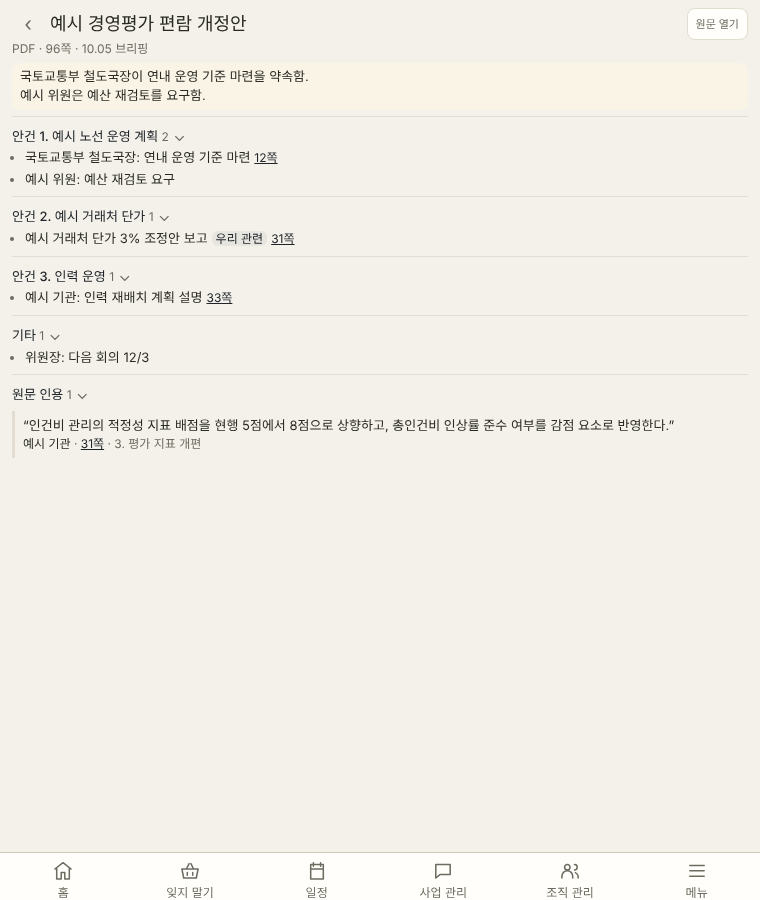 예시 경영평가 편람 개정안
원문 열기
PDF · 96쪽 · 10.05 브리핑
국토교통부 철도국장이 연내 운영 기준 마련을 약속함.
예시 위원은 예산 재검토를 요구함.
안건 1. 예시 노선 운영 계획 2
• 국토교통부 철도국장: 연내 운영 기준 마련 12쪽
• 예시 위원: 예산 재검토 요구
안건 2. 예시 거래처 단가 1
• 예시 거래처 단가 3% 조정안 보고 우리 관련 31쪽
안건 3. 인력 운영 1
• 예시 기관: 인력 재배치 계획 설명 33쪽
기타 1
• 위원장: 다음 회의 12/3
원문 인용 1
“인건비 관리의 적정성 지표 배점을 현행 5점에서 8점으로 상향하고, 총인건비 인상률 준수 여부를 감점 요소로 반영한다.”
예시 기관 · 31쪽 · 3. 평가 지표 개편
홈
잊지 말기
일정
사업 관리
조직 관리
메뉴